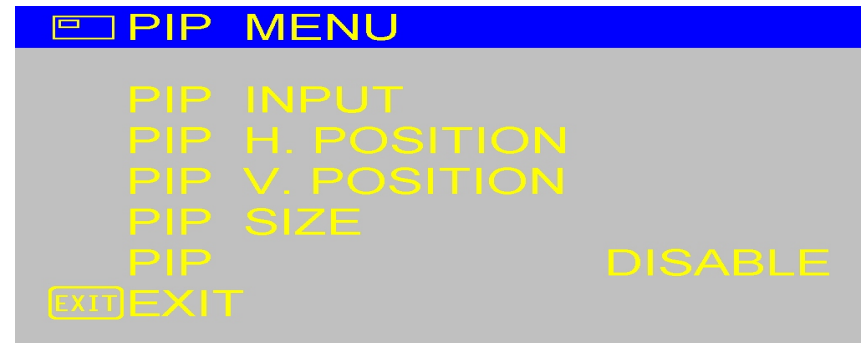 PIP MENU
PIP INPUT
PIP H. POSITION
PIP V. POSITION
PIP SIZE
PIP DISABLE
EXIT EXIT